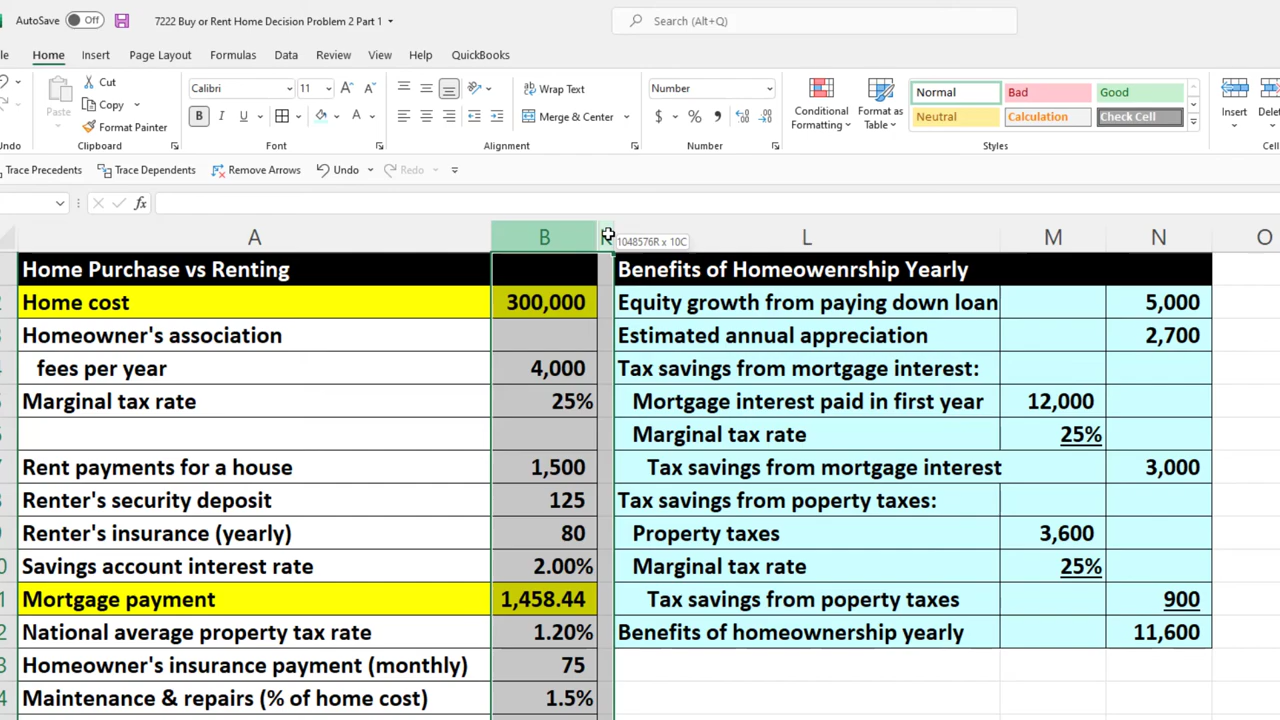 AutoSave Off 7222 Buy or Rent Home Decision Problem 2 Part 1 Search (Alt+Q)
Home Insert Page Layout Formulas Data Review View Help QuickBooks
Paste Cut Copy Format Painter Clipboard
Calibri 11 B I U A Font
Wrap Text Merge & Center Alignment
Number $ % Number
Conditional Formatting Format as Table Normal Bad Good Neutral Calculation Check Cell Styles
Insert
Trace Precedents Trace Dependents Remove Arrows Undo Redo
fx
A B L M N O
1048576R x 10C
Home Purchase vs Renting Benefits of Homeowenrship Yearly
Home cost 300,000 Equity growth from paying down loan 5,000
Homeowner's association Estimated annual appreciation 2,700
fees per year 4,000 Tax savings from mortgage interest:
Marginal tax rate 25% Mortgage interest paid in first year 12,000
Marginal tax rate 25%
Rent payments for a house 1,500 Tax savings from mortgage interest 3,000
Renter's security deposit 125 Tax savings from poperty taxes:
Renter's insurance (yearly) 80 Property taxes 3,600
Savings account interest rate 2.00% Marginal tax rate 25%
Mortgage payment 1,458.44 Tax savings from poperty taxes 900
National average property tax rate 1.20% Benefits of homeownership yearly 11,600
Homeowner's insurance payment (monthly) 75
Maintenance & repairs (% of home cost) 1.5%